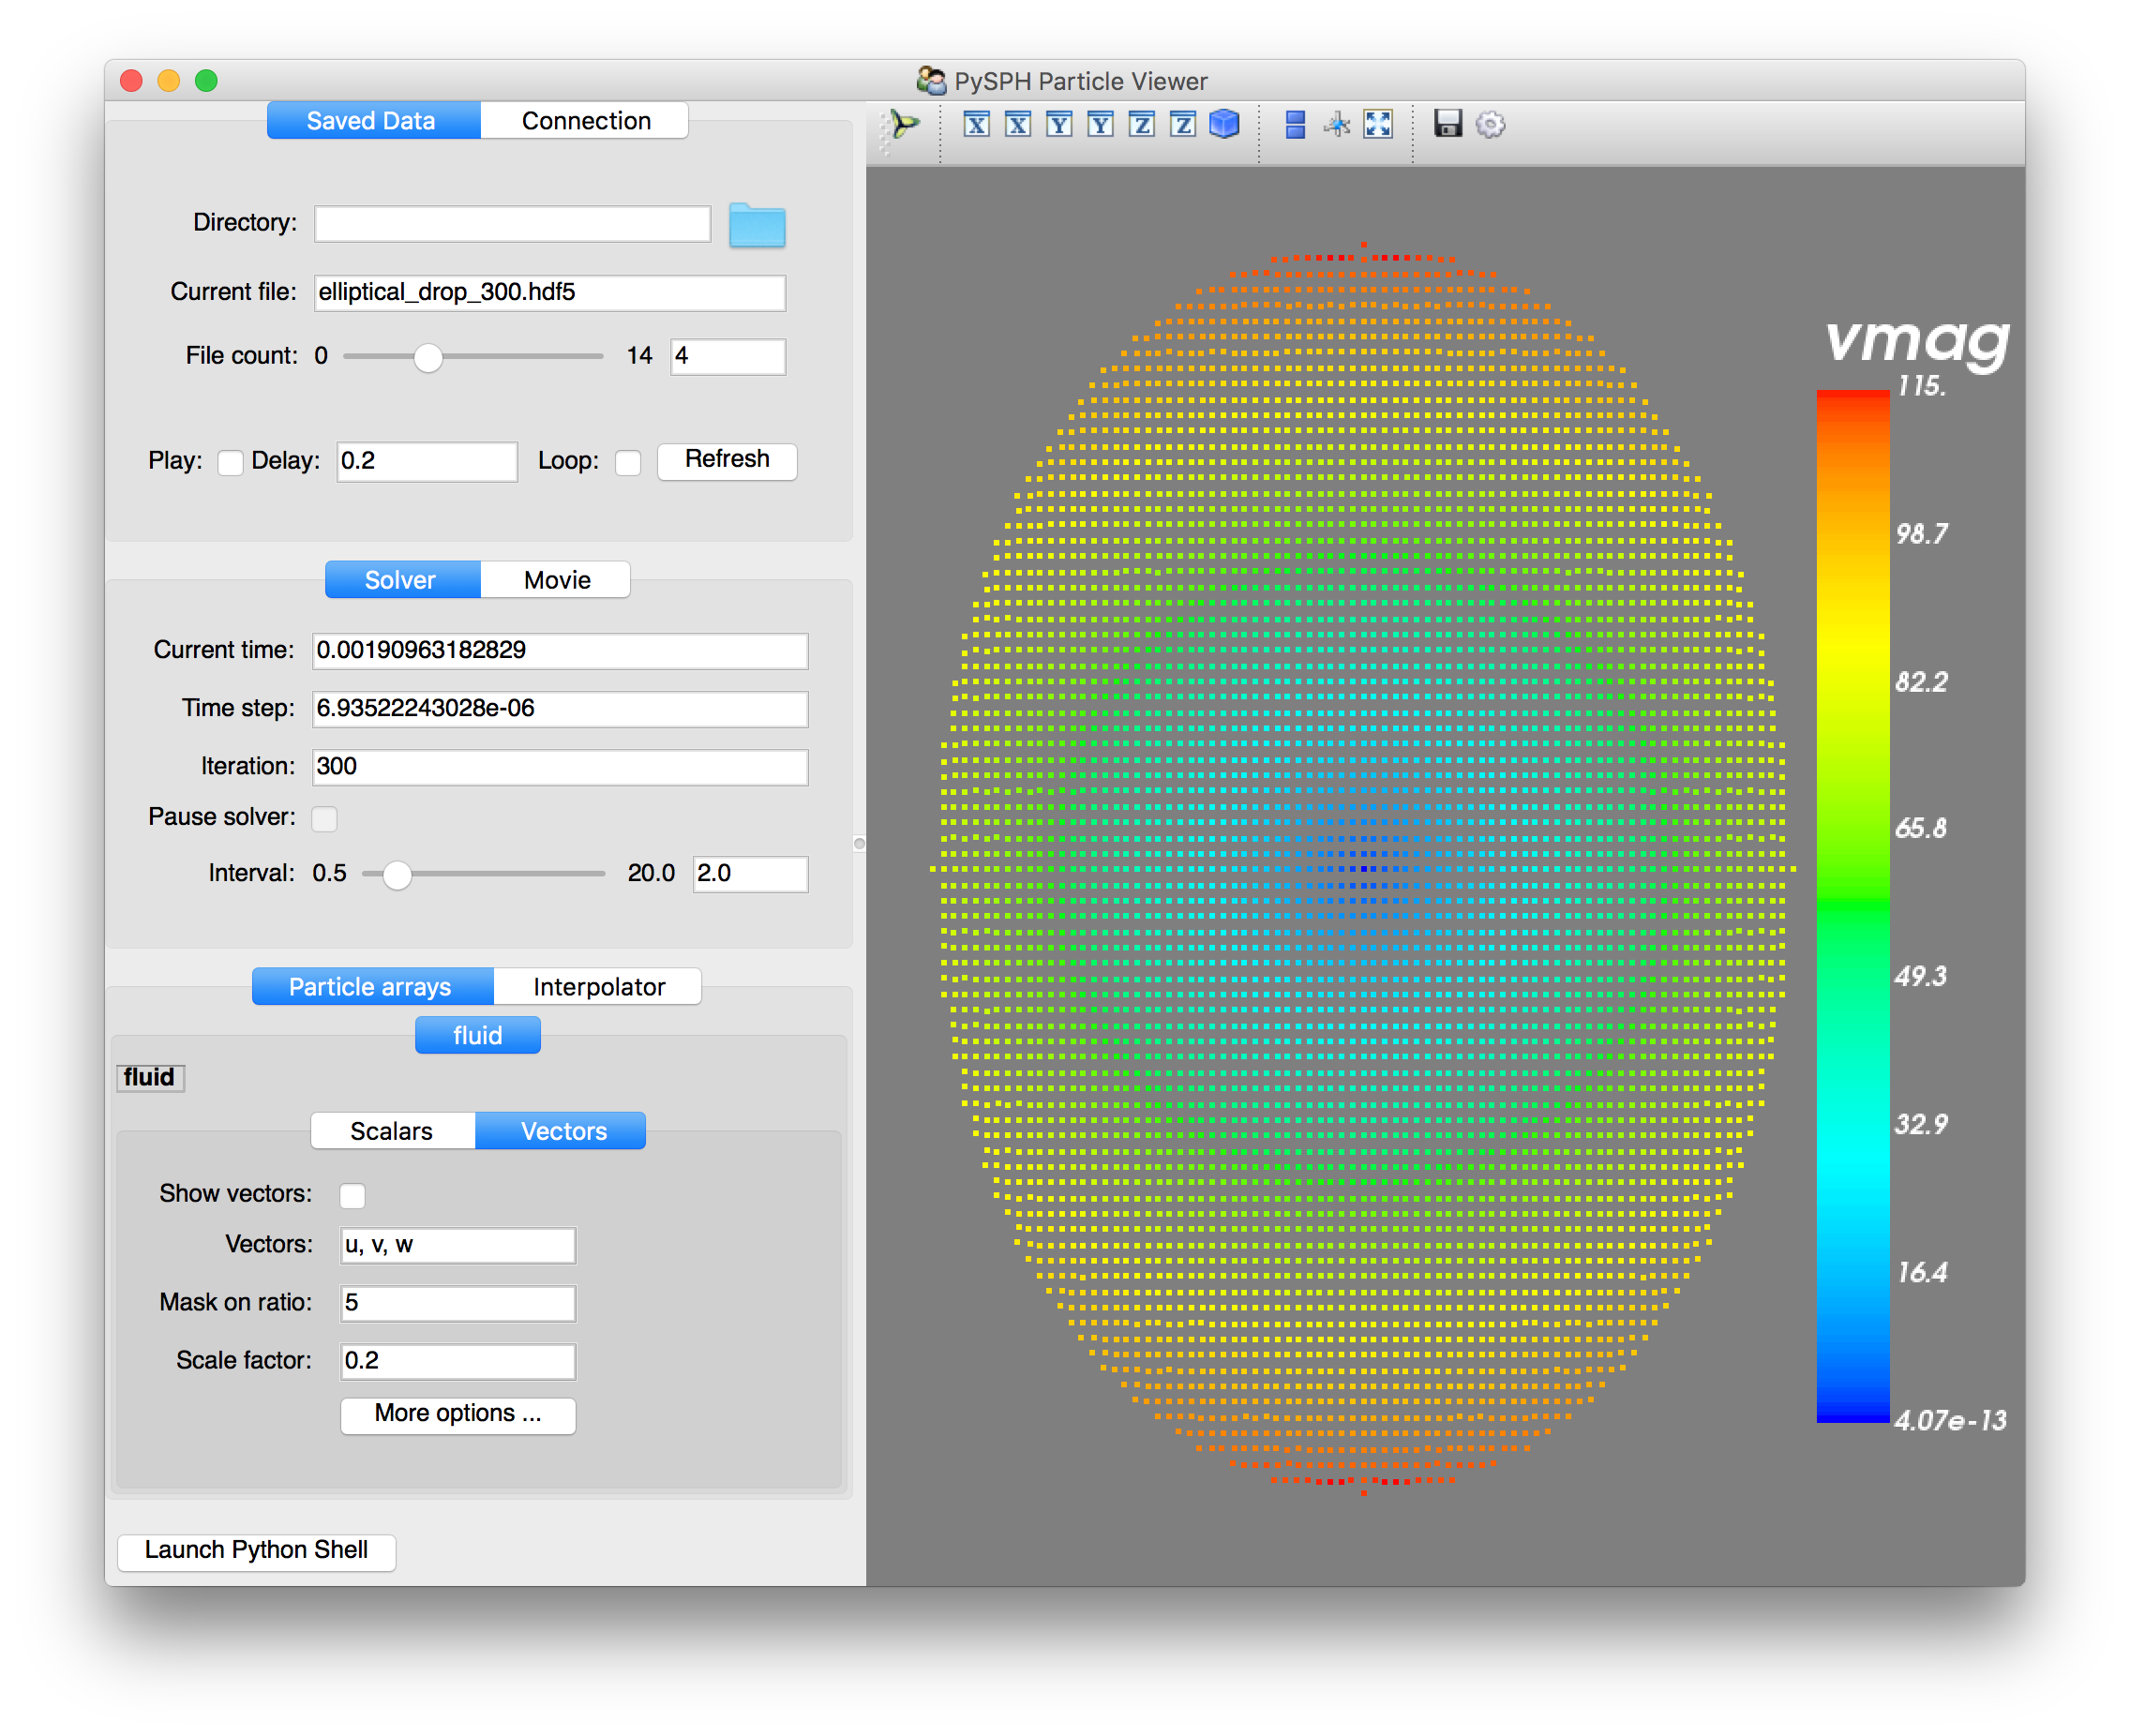 PySPH Particle Viewer
Saved Data Connection
X X Y Y Z Z
Directory:
Current file: elliptical_drop_300.hdf5
File count: 0 14 4
Play: Delay: 0.2 Loop: Refresh
Solver Movie
Current time: 0.00190963182829
Time step: 6.93522243028e-06
Iteration: 300
Pause solver:
Interval: 0.5 20.0 2.0
Particle arrays Interpolator
fluid
fluid
Scalars Vectors
Show vectors:
Vectors: u, v, w
Mask on ratio: 5
Scale factor: 0.2
More options ...
Launch Python Shell
vmag
115.
98.7
82.2
65.8
49.3
32.9
16.4
4.07e-13